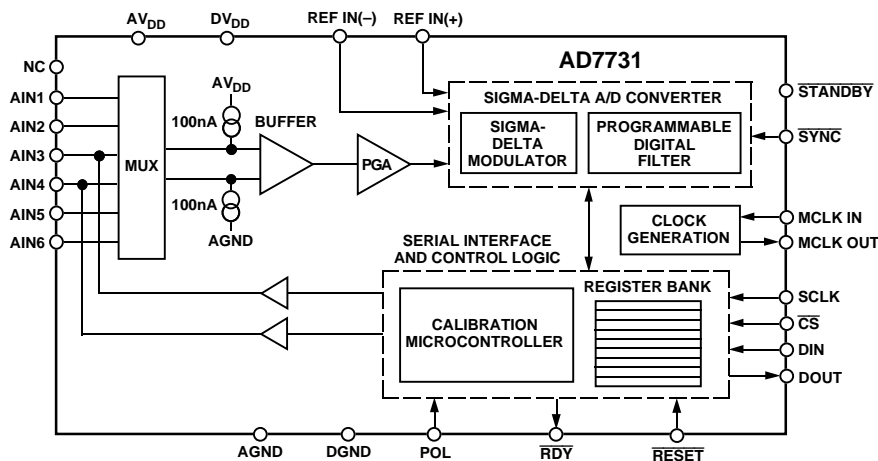 AVDD DVDD REF IN(–) REF IN(+)
AD7731
NC
AIN1
AIN2
AIN3
AIN4
AIN5
AIN6
MUX
AVDD
100nA
BUFFER
100nA
AGND
PGA
SIGMA-DELTA A/D CONVERTER
SIGMA-
DELTA
MODULATOR
PROGRAMMABLE
DIGITAL
FILTER
STANDBY
SYNC
CLOCK
GENERATION
MCLK IN
MCLK OUT
SERIAL INTERFACE
AND CONTROL LOGIC
REGISTER BANK
CALIBRATION
MICROCONTROLLER
SCLK
CS
DIN
DOUT
AGND DGND POL RDY RESET